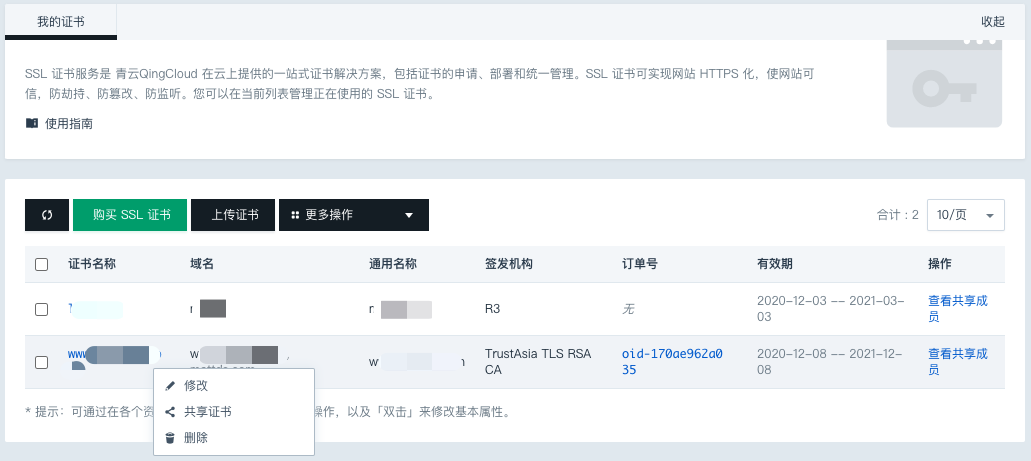 我的证书
收起
SSL 证书服务是 青云QingCloud 在云上提供的一站式证书解决方案，包括证书的申请、部署和统一管理。SSL 证书可实现网站 HTTPS 化，使网站可
信，防劫持、防篡改、防监听。您可以在当前列表管理正在使用的 SSL 证书。
使用指南
购买 SSL 证书
上传证书
更多操作
合计：2
10/页
证书名称 域名 通用名称 签发机构 订单号 有效期 操作
R3 无 2020-12-03 -- 2021-03-
03
查看共享成
员
www w w TrustAsia TLS RSA
CA
oid-170ae962a0
35
2020-12-08 -- 2021-12-
08
查看共享成
员
修改
共享证书
删除
* 提示：可通过在各个资 操作，以及「双击」来修改基本属性。